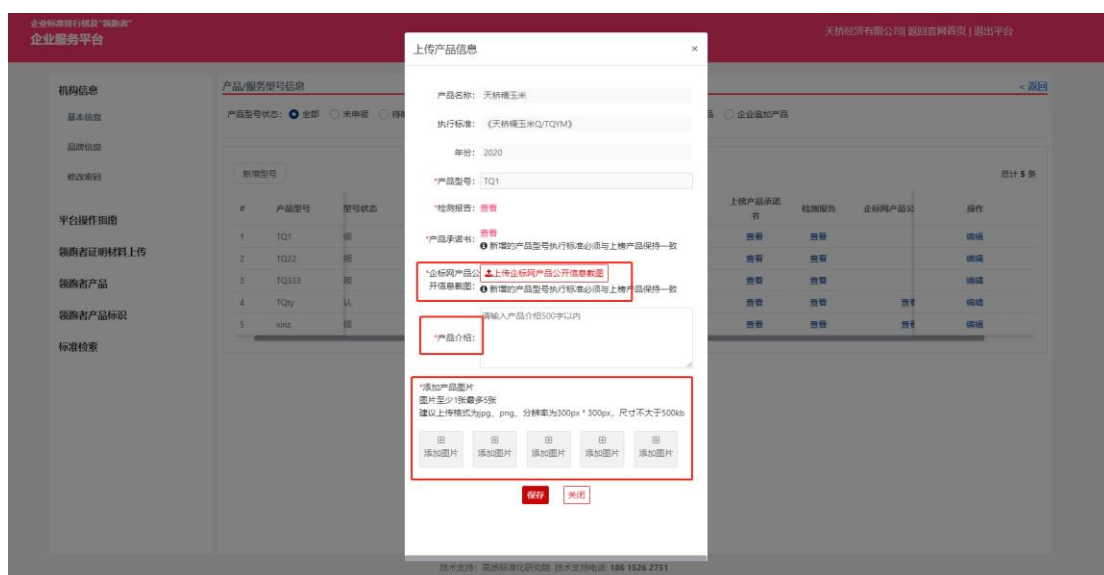 企业标准排行榜及“领跑者”
企业服务平台
天桥经济有限公司| 返回官网首页 | 退出平台
机构信息
基本信息
品牌信息
修改密码
平台操作指南
领跑者证明材料上传
领跑者产品
领跑者产品标识
标准检索
产品/服务型号信息
< 返回
产品型号状态: 全部 未申领
企业追加产品
新增型号
总计 5 条
# 产品型号 型号状态 上榜产品承诺书 检测报告 企标网产品公 操作
1 TQ1 领 查看 查看 编辑
2 TQ22 领 查看 查看 编辑
3 TQ333 领 查看 查看 编辑
4 TQty 认 查看 查看 编辑
5 xinz 领 查看 查看 编辑
上传产品信息 ×
产品名称: 天桥糯玉米
执行标准: 《天桥糯玉米Q/TQYM》
年份: 2020
*产品型号: TQ1
*检测报告: 查看
*产品承诺书: 查看
新增的产品型号执行标准必须与上榜产品保持一致
*企标网产品公开信息截图: 上传企标网产品公开信息截图
新增的产品型号执行标准必须与上榜产品保持一致
*产品介绍: 请输入产品介绍500字以内
*添加产品图片
图片至少1张最多5张
建议上传格式为jpg、png、分辨率为300px * 300px, 尺寸不大于500kb
添加图片 添加图片 添加图片 添加图片 添加图片
保存 关闭
技术支持: 标准化研究院 技术支持电话: 186 1526 2751